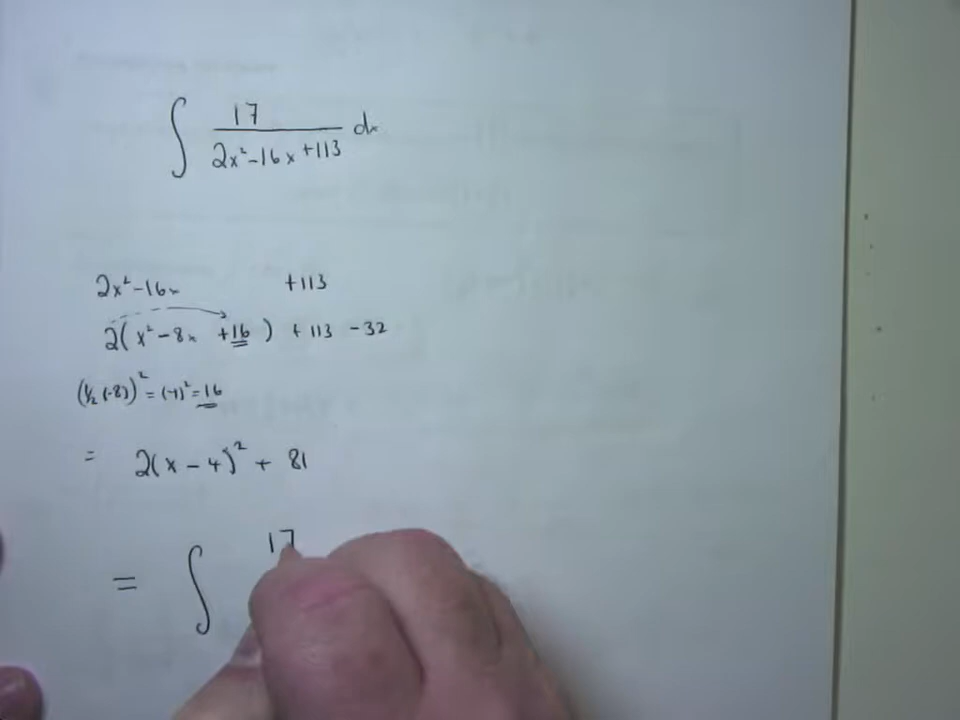 ∫ 17 / (2x² - 16x + 113) dx
2x² - 16x + 113
2(x² - 8x + 16) + 113 - 32
(½(-8))² = (-4)² = 16
= 2(x - 4)² + 81
= ∫ 17